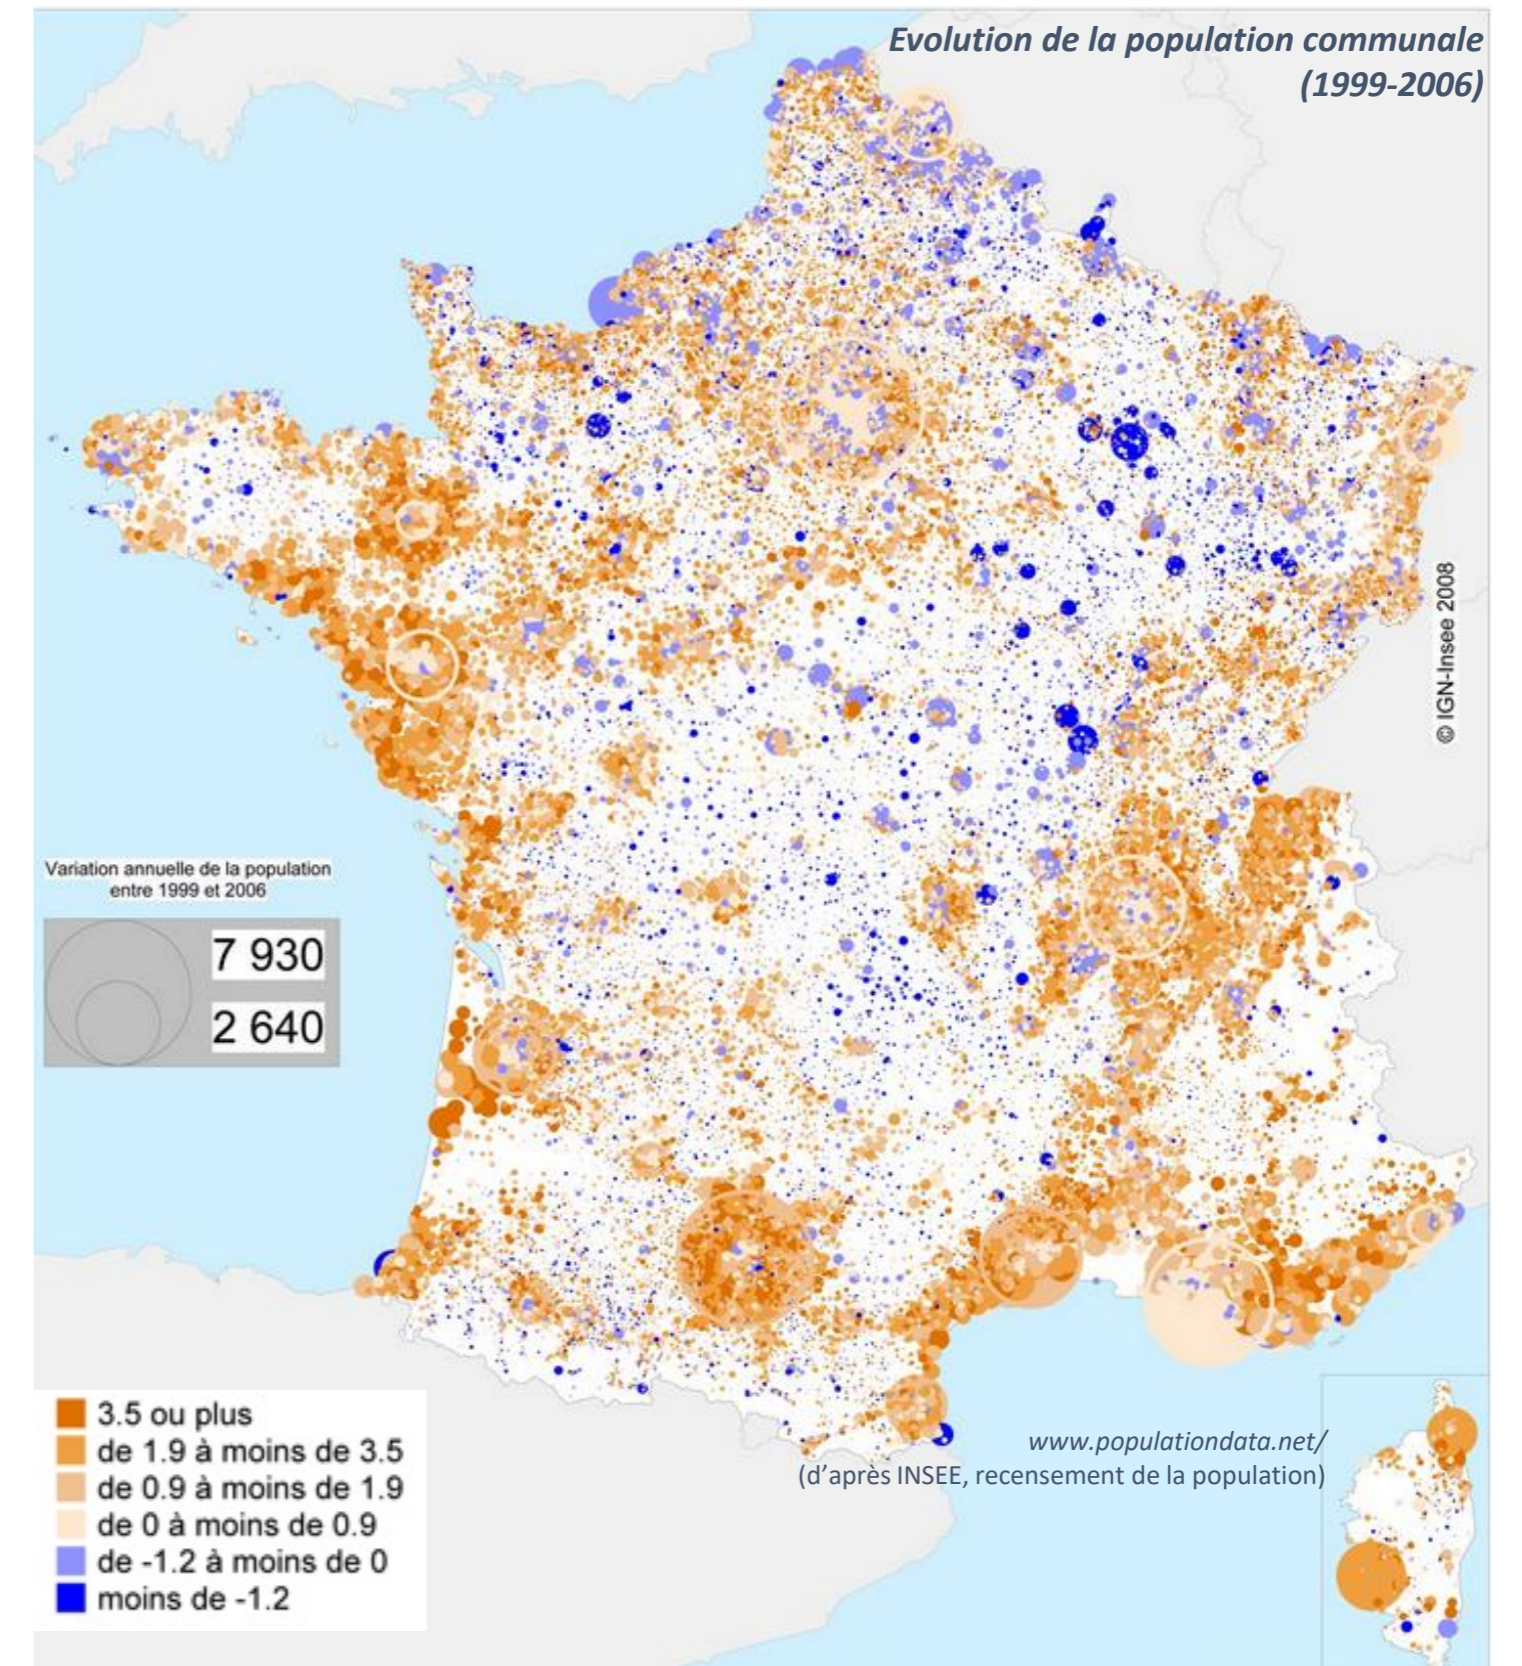 Evolution de la population communale
(1999-2006)
© IGN-Insee 2008
Variation annuelle de la population
entre 1999 et 2006
7 930
2 640
3.5 ou plus
de 1.9 à moins de 3.5
de 0.9 à moins de 1.9
de 0 à moins de 0.9
de -1.2 à moins de 0
moins de -1.2
www.populationdata.net/
(d’après INSEE, recensement de la population)